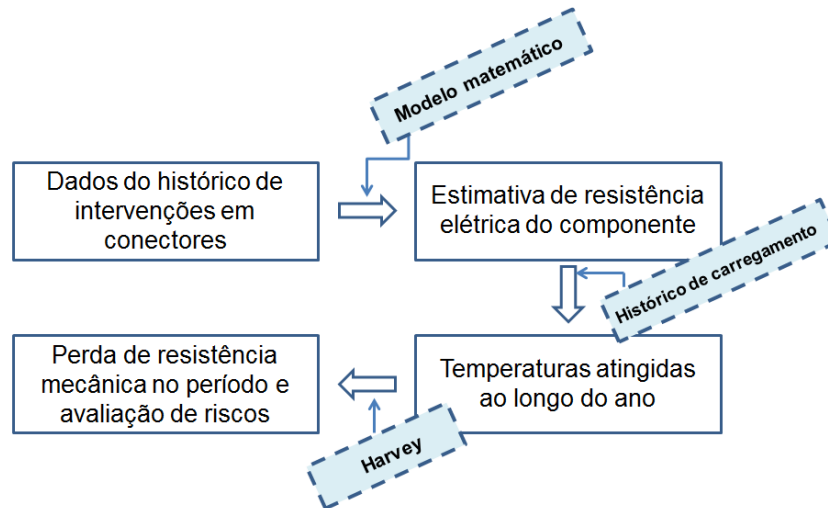 Modelo matemático
Dados do histórico de
intervenções em
conectores
Estimativa de resistência
elétrica do componente
Histórico de carregamento
Perda de resistência
mecânica no período e
avaliação de riscos
Temperaturas atingidas
ao longo do ano
Harvey